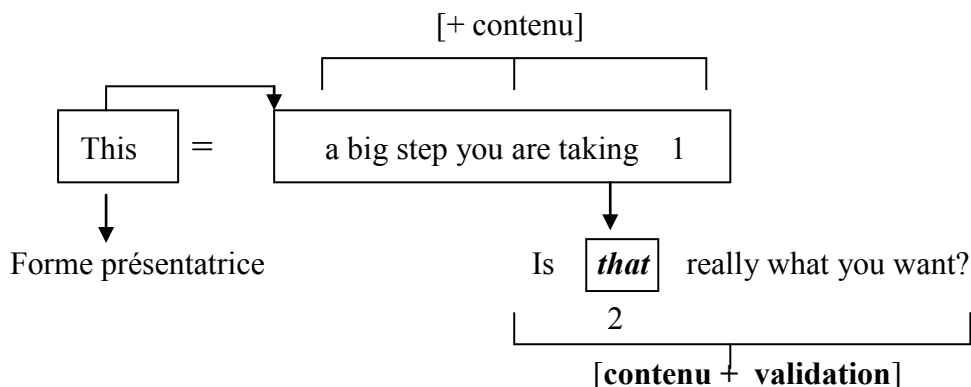 [+ contenu]
This = a big step you are taking 1
Forme présentatrice Is that really what you want?
2
[contenu + validation]